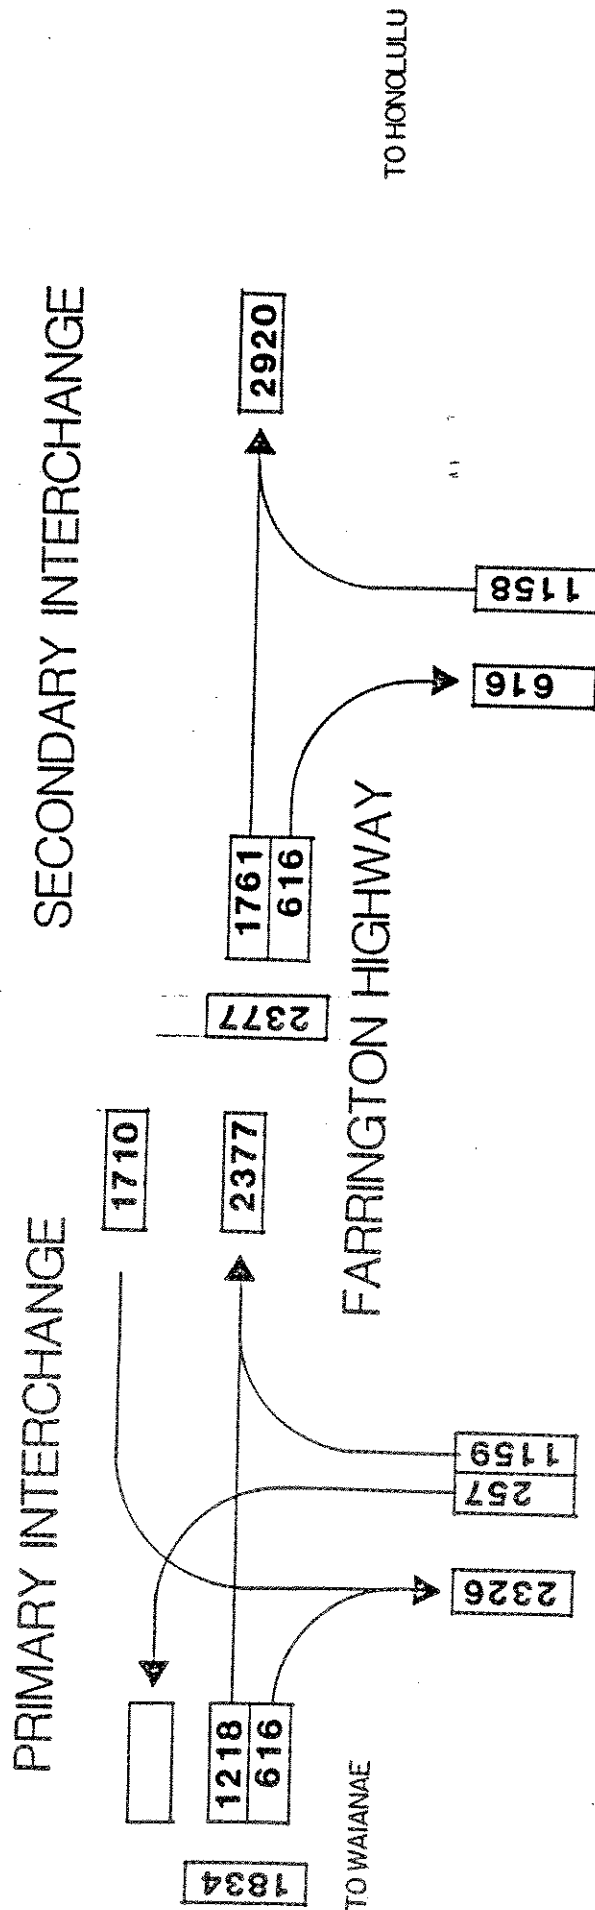 PRIMARY INTERCHANGE
SECONDARY INTERCHANGE
1710
1834
1218
616
2377
2377
1761
616
2920
2326
257
1159
616
1158
TO WAIANAE
FARRINGTON HIGHWAY
TO HONOLULU